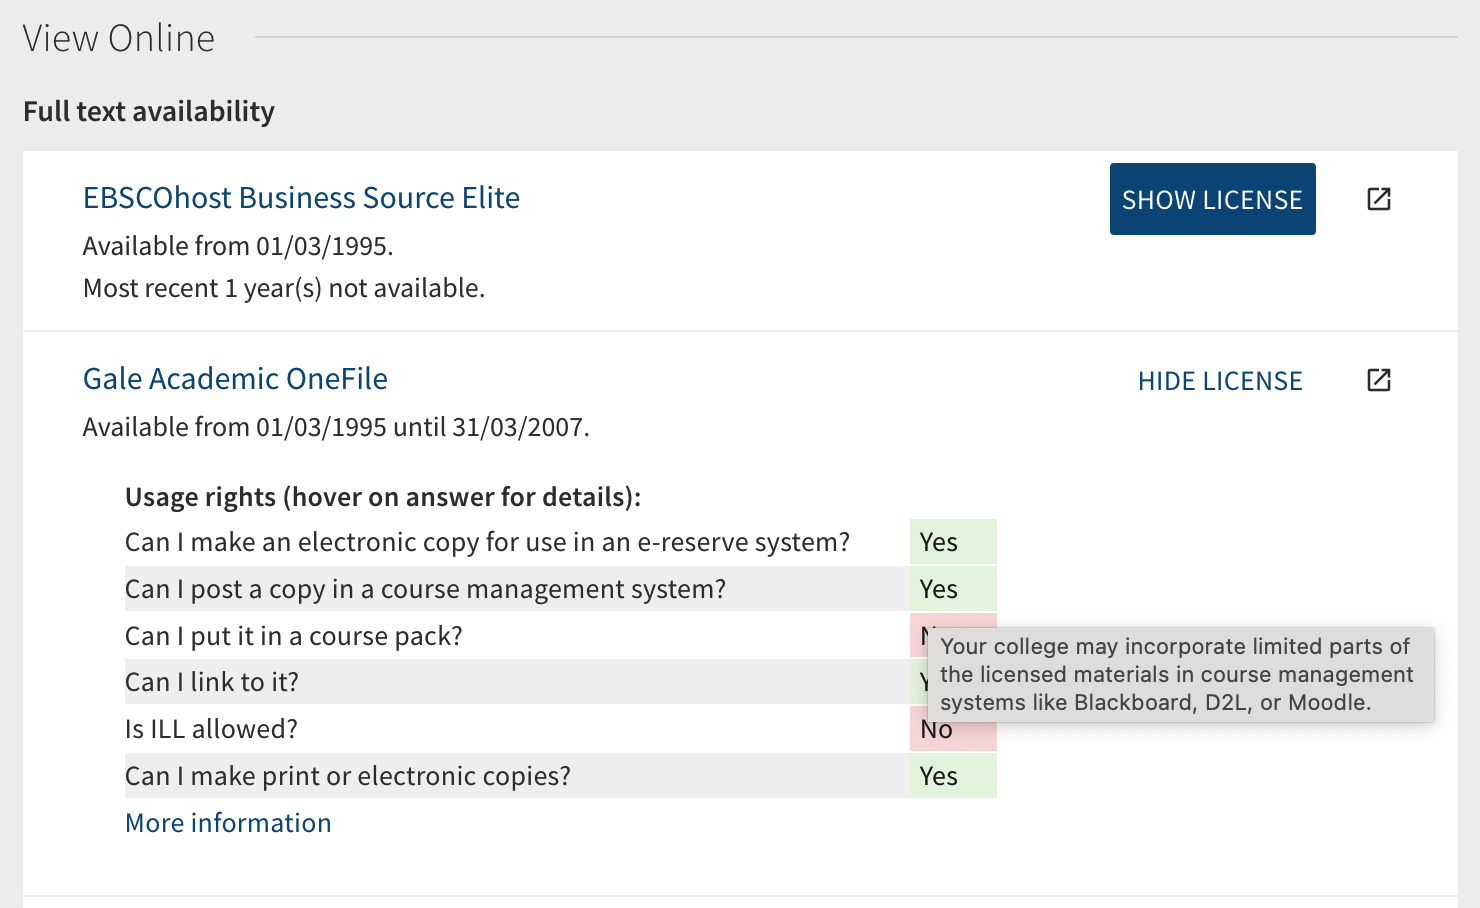 View Online
Full text availability
EBSCOhost Business Source Elite
SHOW LICENSE
Available from 01/03/1995.
Most recent 1 year(s) not available.
Gale Academic OneFile
HIDE LICENSE
Available from 01/03/1995 until 31/03/2007.
Usage rights (hover on answer for details):
Can I make an electronic copy for use in an e-reserve system? Yes
Can I post a copy in a course management system? Yes
Can I put it in a course pack?
Your college may incorporate limited parts of
the licensed materials in course management
systems like Blackboard, D2L, or Moodle.
Can I link to it?
Is ILL allowed? No
Can I make print or electronic copies? Yes
More information